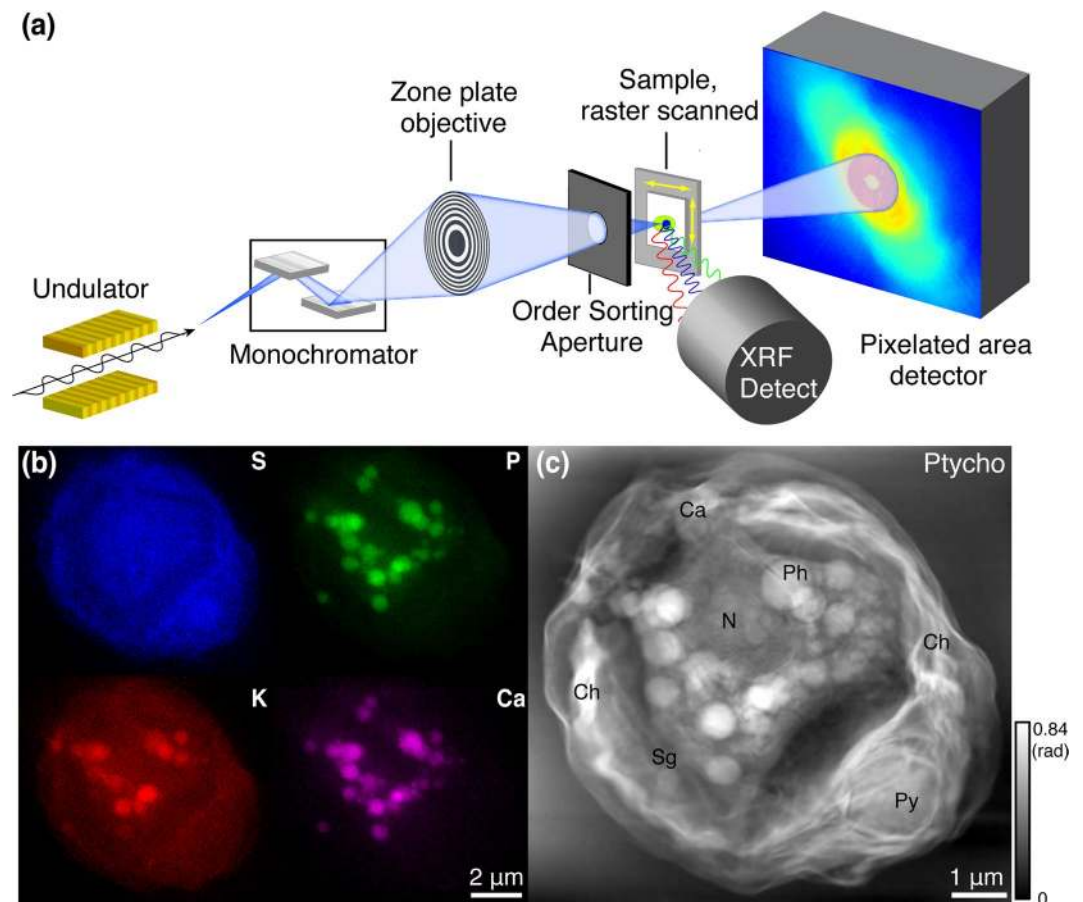 (a)
Zone plate
objective
Sample,
raster scanned
Undulator
Monochromator
Order Sorting
Aperture
XRF
Detect
Pixelated area
detector
(b)
S
P
K
Ca
2 μm
(c)
Ptycho
Ca
Ph
N
Ch
Ch
Sg
Py
0.84
(rad)
0
1 μm